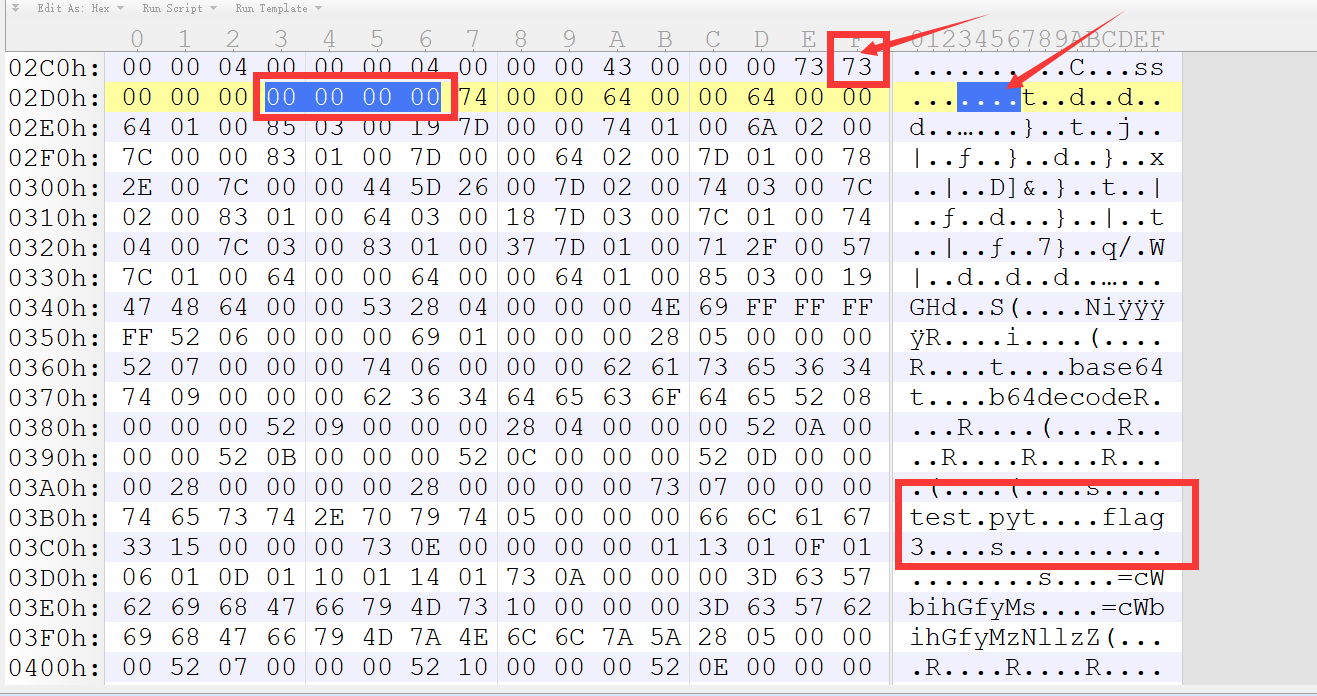 Edit As: Hex Run Script Run Template
0 1 2 3 4 5 6 7 8 9 A B C D E F 0123456789ABCDEF
02C0h: 00 00 04 00 00 00 04 00 00 00 43 00 00 00 73 73 ..........C...ss
02D0h: 00 00 00 00 00 00 00 74 00 00 64 00 00 64 00 00 .......t..d..d..
02E0h: 64 01 00 85 03 00 19 7D 00 00 74 01 00 6A 02 00 d..…...}..t..j..
02F0h: 7C 00 00 83 01 00 7D 00 00 64 02 00 7D 01 00 78 |..ƒ..}..d..}..x
0300h: 2E 00 7C 00 00 44 5D 26 00 7D 02 00 74 03 00 7C ..|..D]&.}..t..|
0310h: 02 00 83 01 00 64 03 00 18 7D 03 00 7C 01 00 74 ..ƒ..d...}..|..t
0320h: 04 00 7C 03 00 83 01 00 37 7D 01 00 71 2F 00 57 ..|..ƒ..7}..q/.W
0330h: 7C 01 00 64 00 00 64 00 00 64 01 00 85 03 00 19 |..d..d..d..…...
0340h: 47 48 64 00 00 53 28 04 00 00 00 4E 69 FF FF FF GHd..S(....Niÿÿÿ
0350h: FF 52 06 00 00 00 69 01 00 00 00 28 05 00 00 00 ÿR....i....(....
0360h: 52 07 00 00 00 74 06 00 00 00 62 61 73 65 36 34 R....t....base64
0370h: 74 09 00 00 00 62 36 34 64 65 63 6F 64 65 52 08 t....b64decodeR.
0380h: 00 00 00 52 09 00 00 00 28 04 00 00 00 52 0A 00 ...R....(....R..
0390h: 00 00 52 0B 00 00 00 52 0C 00 00 00 52 0D 00 00 ..R....R....R...
03A0h: 00 28 00 00 00 00 28 00 00 00 00 73 07 00 00 00 .(....(....s....
03B0h: 74 65 73 74 2E 70 79 74 05 00 00 00 66 6C 61 67 test.pyt....flag
03C0h: 33 15 00 00 00 73 0E 00 00 00 00 01 13 01 0F 01 3....s..........
03D0h: 06 01 0D 01 10 01 14 01 73 0A 00 00 00 3D 63 57 ........s....=cW
03E0h: 62 69 68 47 66 79 4D 73 10 00 00 00 3D 63 57 62 bihGfyMs....=cWb
03F0h: 69 68 47 66 79 4D 7A 4E 6C 6C 7A 5A 28 05 00 00 ihGfyMzNllzZ(...
0400h: 00 52 07 00 00 00 52 10 00 00 00 52 0E 00 00 00 .R....R....R....